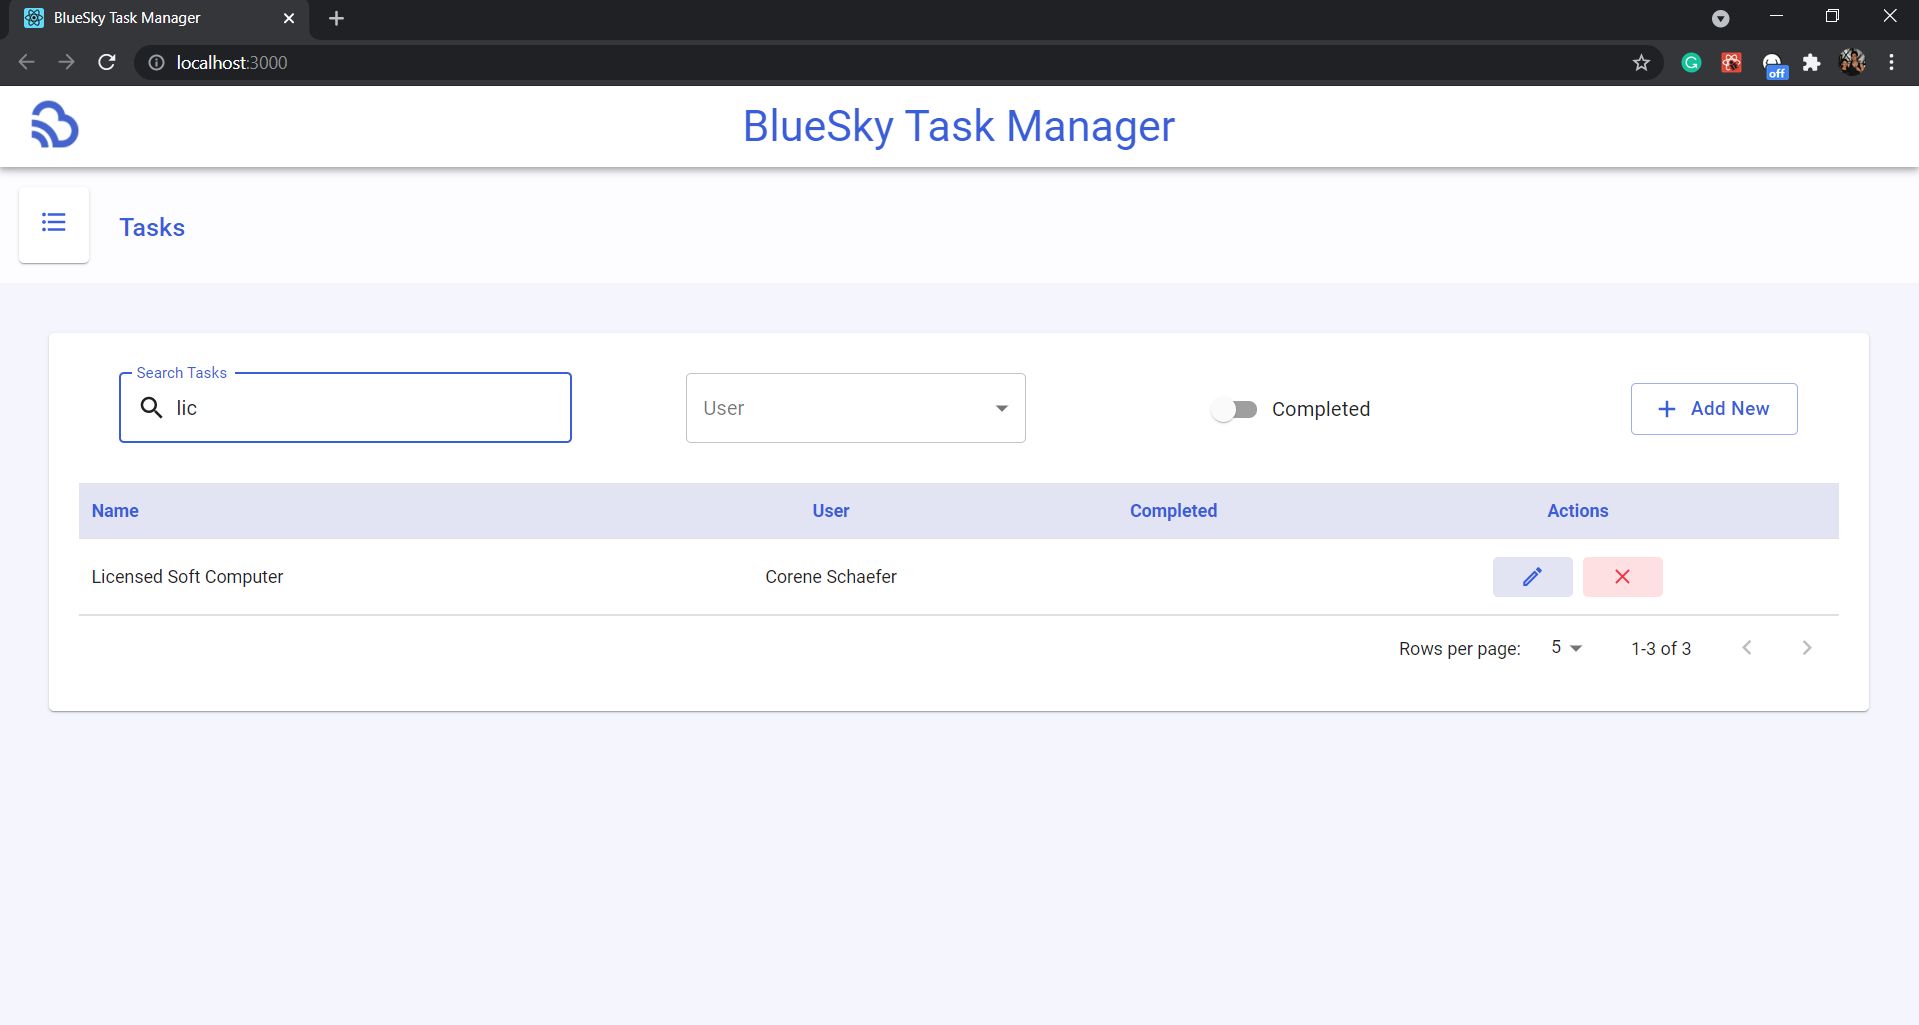 BlueSky Task Manager
localhost:3000
off
BlueSky Task Manager
Tasks
Search Tasks
lic
User
Completed
Add New
Name User Completed Actions
Licensed Soft Computer Corene Schaefer
Rows per page: 5 1-3 of 3